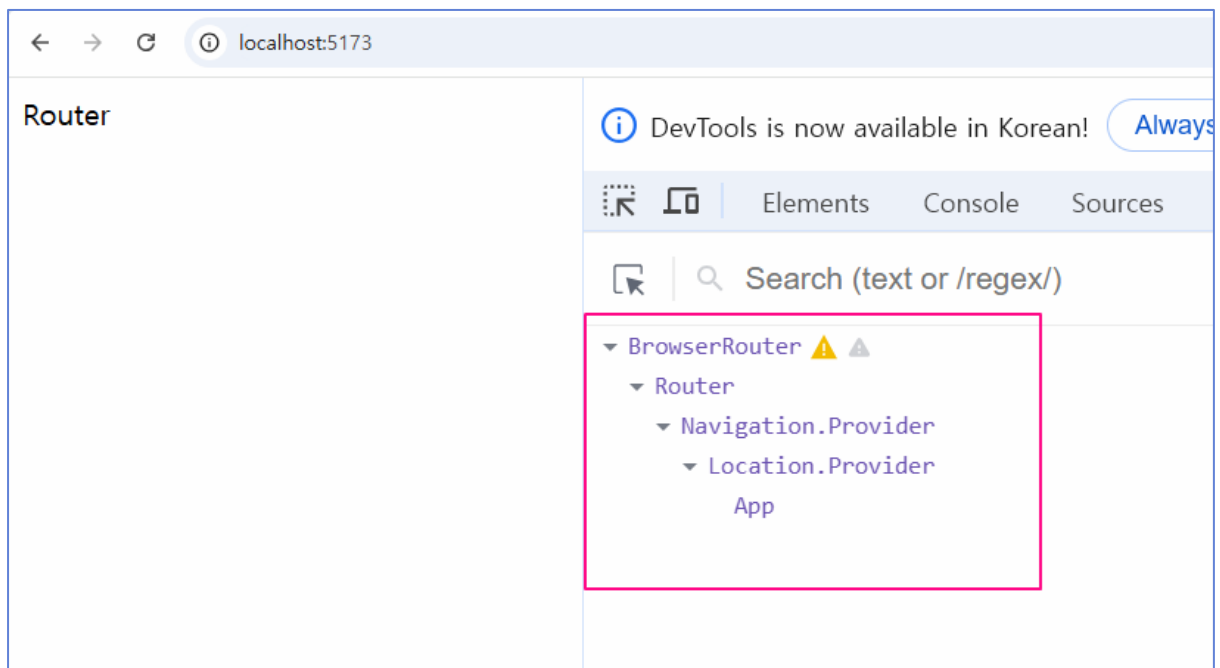 localhost:5173
Router
DevTools is now available in Korean! Always
Elements Console Sources
Search (text or /regex/)
BrowserRouter
Router
Navigation.Provider
Location.Provider
App